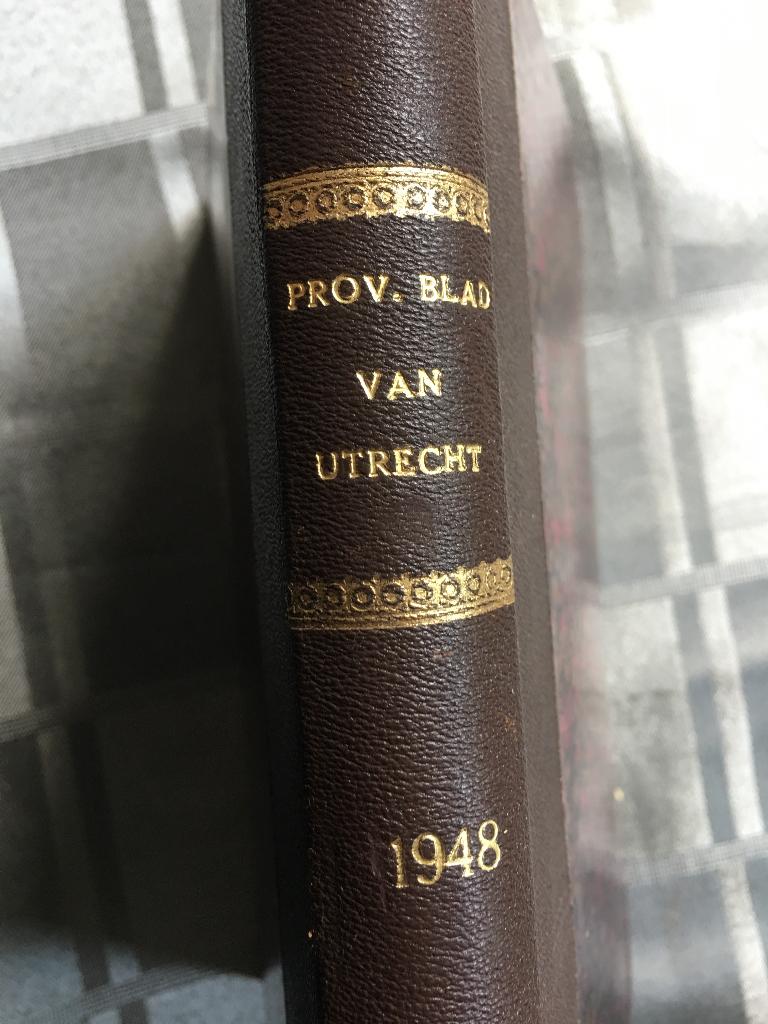 PROV. BLAD
VAN
UTRECHT
1948